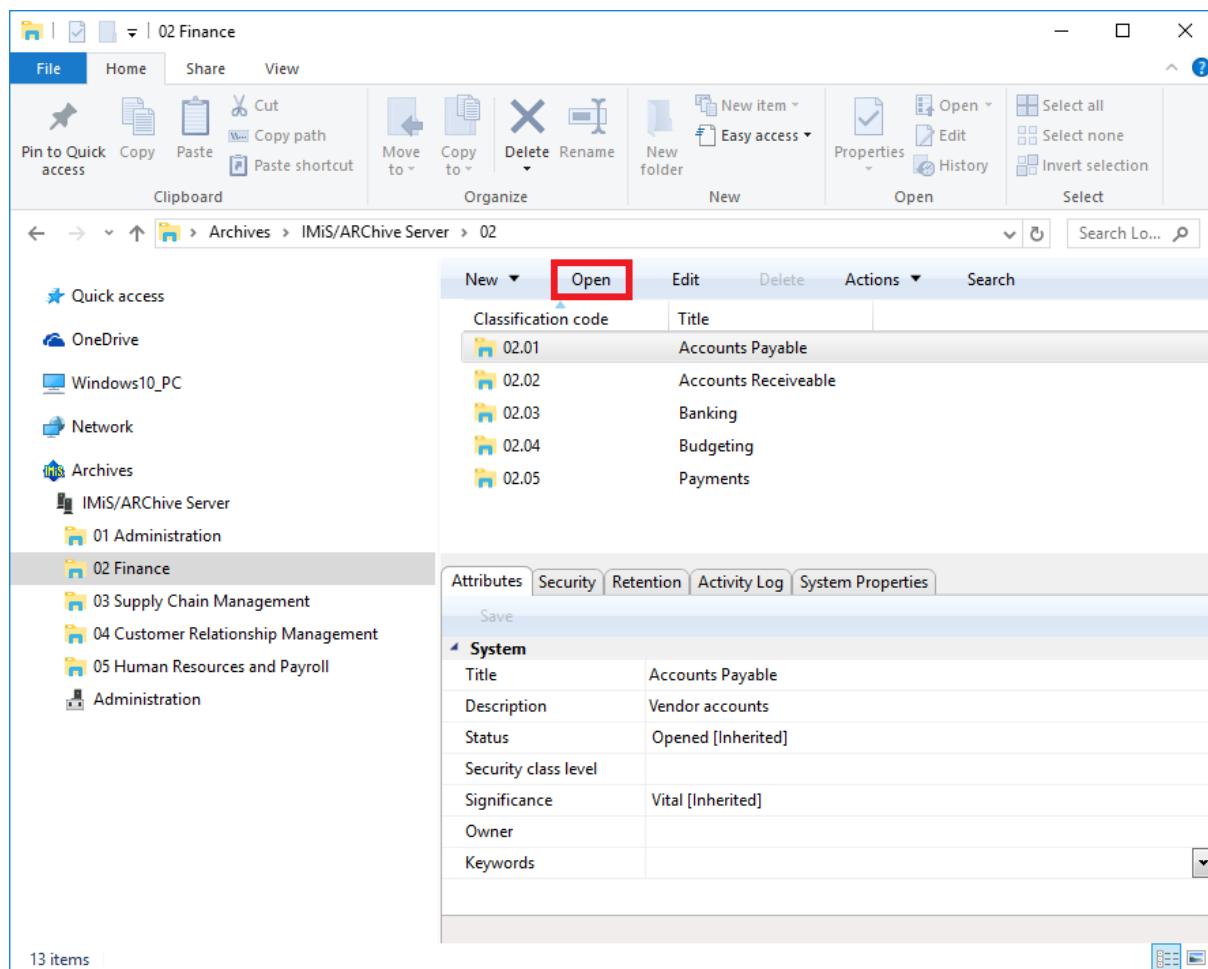 02 Finance
File Home Share View
Pin to Quick access
Copy
Paste
Cut
Copy path
Paste shortcut
Clipboard
Move to
Copy to
Delete
Rename
Organize
New folder
New item
Easy access
New
Properties
Open
Edit
History
Open
Select all
Select none
Invert selection
Select
Archives › IMiS/ARChive Server › 02
Search Lo...
Quick access
OneDrive
Windows10_PC
Network
IMiS Archives
IMiS/ARChive Server
01 Administration
02 Finance
03 Supply Chain Management
04 Customer Relationship Management
05 Human Resources and Payroll
Administration
New Open Edit Delete Actions Search
Classification code Title
02.01 Accounts Payable
02.02 Accounts Receiveable
02.03 Banking
02.04 Budgeting
02.05 Payments
Attributes Security Retention Activity Log System Properties
Save
System
Title Accounts Payable
Description Vendor accounts
Status Opened [Inherited]
Security class level
Significance Vital [Inherited]
Owner
Keywords
13 items